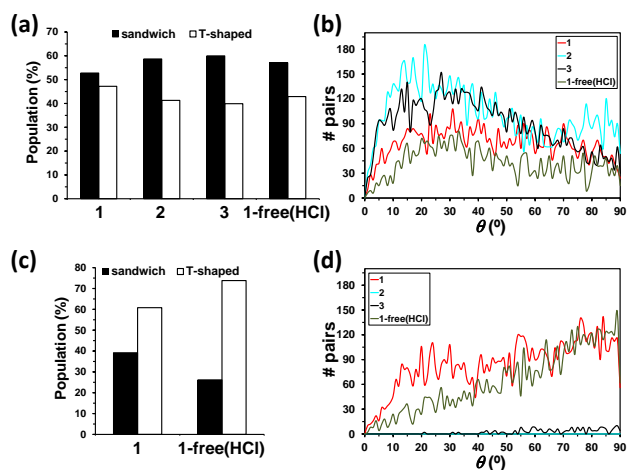 (a)
Population (%)
70
60
50
40
30
20
10
0
sandwich T-shaped
1 2 3 1-free(HCl)
(b)
# pairs
180
150
120
90
60
30
0
1
2
3
1-free(HCl)
0 10 20 30 40 50 60 70 80 90
θ (º)
(c)
Population (%)
80
70
60
50
40
30
20
10
0
sandwich T-shaped
1 1-free(HCl)
(d)
# pairs
180
150
120
90
60
30
0
1
2
3
1-free(HCl)
0 10 20 30 40 50 60 70 80 90
θ (º)